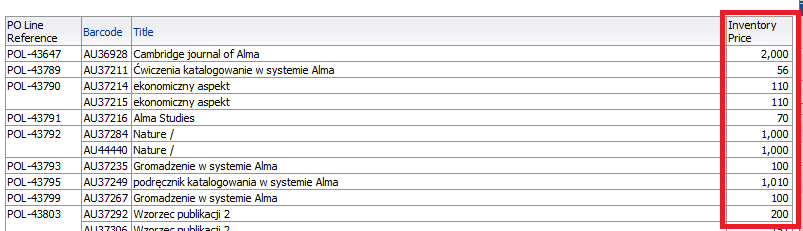 PO Line Reference Barcode Title Inventory Price
POL-43647 AU36928 Cambridge journal of Alma 2,000
POL-43789 AU37211 Ćwiczenia katalogowanie w systemie Alma 56
POL-43790 AU37214 ekonomiczny aspekt 110
AU37215 ekonomiczny aspekt 110
POL-43791 AU37216 Alma Studies 70
POL-43792 AU37284 Nature / 1,000
AU44440 Nature / 1,000
POL-43793 AU37235 Gromadzenie w systemie Alma 100
POL-43795 AU37249 podręcznik katalogowania w systemie Alma 1,010
POL-43799 AU37267 Gromadzenie w systemie Alma 100
POL-43803 AU37292 Wzorzec publikacji 2 200
AU37306 Wzorzec publikacji 2